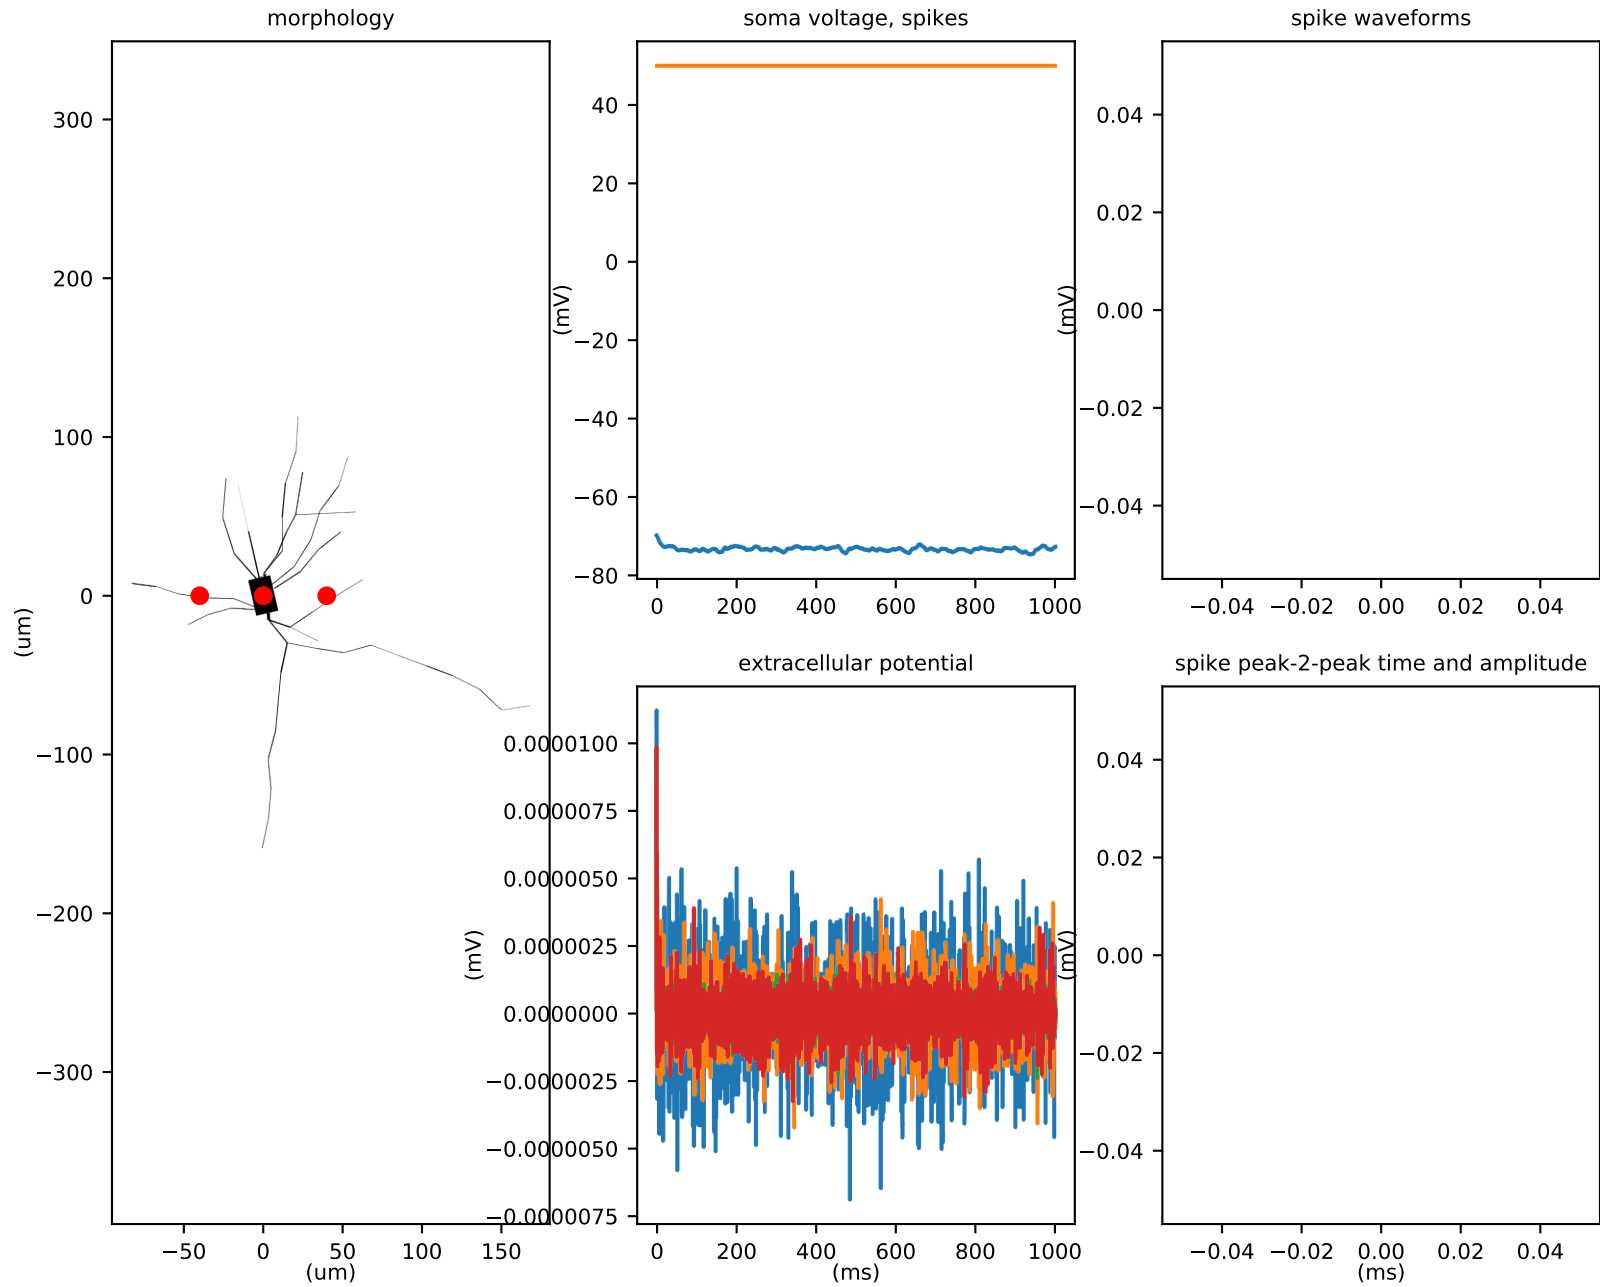 morphology
300
200
100
0
−100
−200
−300
(um)
−50 0 50 100 150
(um)
soma voltage, spikes
40
20
0
−20
−40
−60
−80
(mV)
0 200 400 600 800 1000
spike waveforms
0.04
0.02
0.00
−0.02
−0.04
(mV)
−0.04 −0.02 0.00 0.02 0.04
extracellular potential
0.0000100
0.0000075
0.0000050
0.0000025
0.0000000
−0.0000025
−0.0000050
−0.0000075
(mV)
0 200 400 600 800 1000
(ms)
spike peak-2-peak time and amplitude
0.04
0.02
0.00
−0.02
−0.04
(mV)
−0.04 −0.02 0.00 0.02 0.04
(ms)